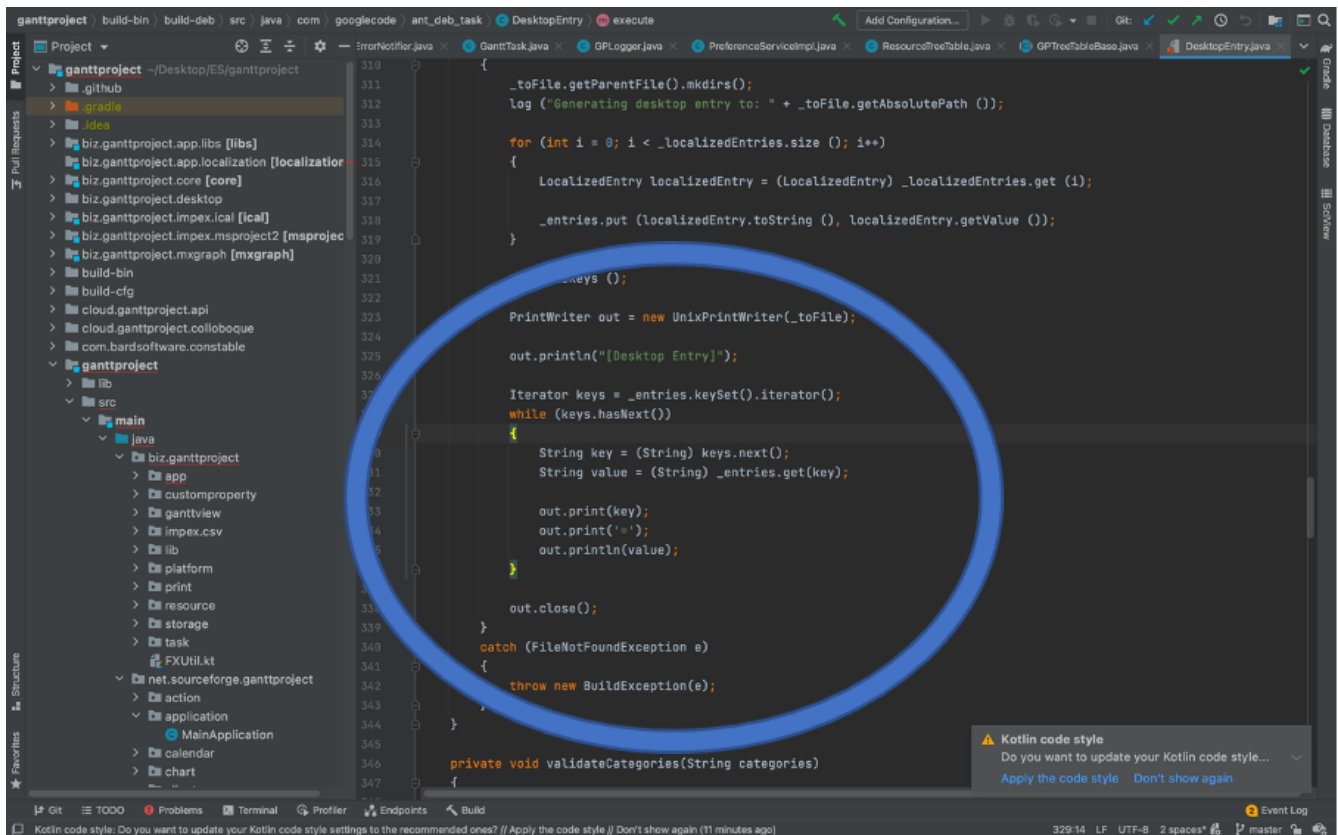 ganttproject › build-bin › build-deb › src › java › com › googlecode › ant_deb_task › DesktopEntry › execute
Add Configuration...
Git:
Project
ErrorNotifier.java
GanttTask.java
GPLogger.java
PreferenceServiceImpl.java
ResourceTreeTable.java
GPTreeTableBase.java
DesktopEntry.java
Project
Pull Requests
Structure
Favorites
ganttproject ~/Desktop/ES/ganttproject
.github
.gradle
.idea
biz.ganttproject.app.libs [libs]
biz.ganttproject.app.localization [localization
biz.ganttproject.core [core]
biz.ganttproject.desktop
biz.ganttproject.impex.ical [ical]
biz.ganttproject.impex.msproject2 [msprojec
biz.ganttproject.mxgraph [mxgraph]
build-bin
build-cfg
cloud.ganttproject.api
cloud.ganttproject.colloboque
com.bardsoftware.constable
ganttproject
lib
src
main
java
biz.ganttproject
app
customproperty
ganttview
impex.csv
lib
platform
print
resource
storage
task
FXUtil.kt
net.sourceforge.ganttproject
action
application
MainApplication
calendar
chart
310 {
311 _toFile.getParentFile().mkdirs();
312 log ("Generating desktop entry to: " + _toFile.getAbsolutePath ());
313
314 for (int i = 0; i < _localizedEntries.size (); i++)
315 {
316 LocalizedEntry localizedEntry = (LocalizedEntry) _localizedEntries.get (i);
317
318 _entries.put (localizedEntry.toString (), localizedEntry.getValue ());
319 }
320
321 keys ();
322
323 PrintWriter out = new UnixPrintWriter(_toFile);
324
325 out.println("[Desktop Entry]");
326
Iterator keys = _entries.keySet().iterator();
while (keys.hasNext())
{
String key = (String) keys.next();
String value = (String) _entries.get(key);
out.print(key);
out.print('=');
out.println(value);
}
338 out.close();
339 }
340 catch (FileNotFoundException e)
341 {
342 throw new BuildException(e);
343 }
344 }
345
346 private void validateCategories(String categories)
347 {
Gradle
Database
SciView
Kotlin code style
Do you want to update your Kotlin code style...
Apply the code style Don't show again
Git TODO Problems Terminal Profiler Endpoints Build
2 Event Log
Kotlin code style: Do you want to update your Kotlin code style settings to the recommended ones? // Apply the code style // Don't show again (11 minutes ago)
329:14 LF UTF-8 2 spaces* master